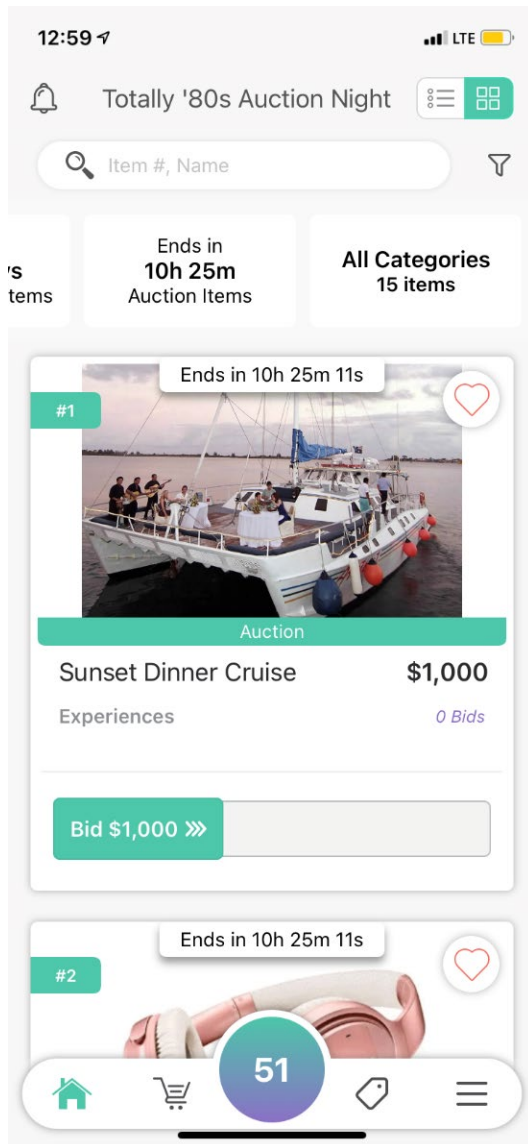 12:59
LTE
Totally '80s Auction Night
Item #, Name
tems
Ends in
10h 25m
Auction Items
All Categories
15 items
Ends in 10h 25m 11s
#1
Auction
Sunset Dinner Cruise
$1,000
Experiences
0 Bids
Bid $1,000 >>>
Ends in 10h 25m 11s
#2
51